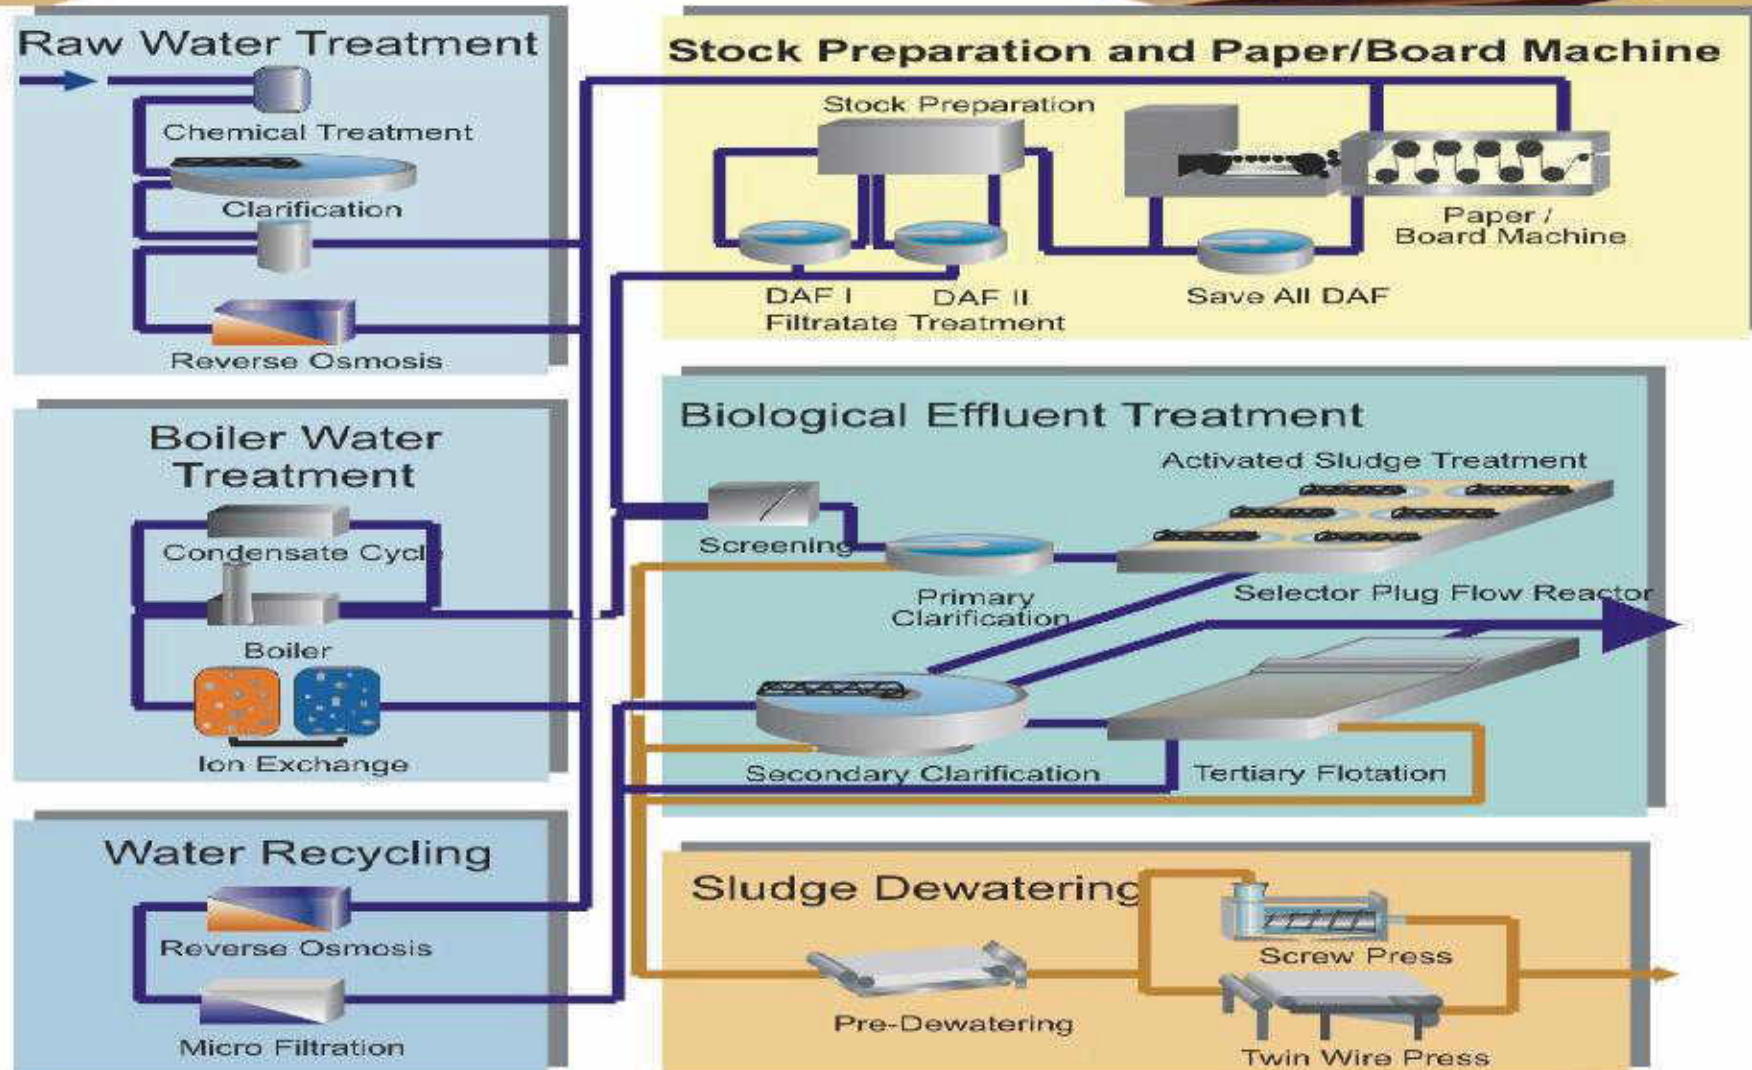 Raw Water Treatment
Chemical Treatment
Clarification
Reverse Osmosis
Boiler Water
Treatment
Condensate Cycle
Boiler
Ion Exchange
Water Recycling
Reverse Osmosis
Micro Filtration
Stock Preparation and Paper/Board Machine
Stock Preparation
Paper /
Board Machine
DAF I
DAF II
Filtratate Treatment
Save All DAF
Biological Effluent Treatment
Activated Sludge Treatment
Screening
Primary
Clarification
Selector Plug Flow Reactor
Secondary Clarification
Tertiary Flotation
Sludge Dewatering
Screw Press
Pre-Dewatering
Twin Wire Press